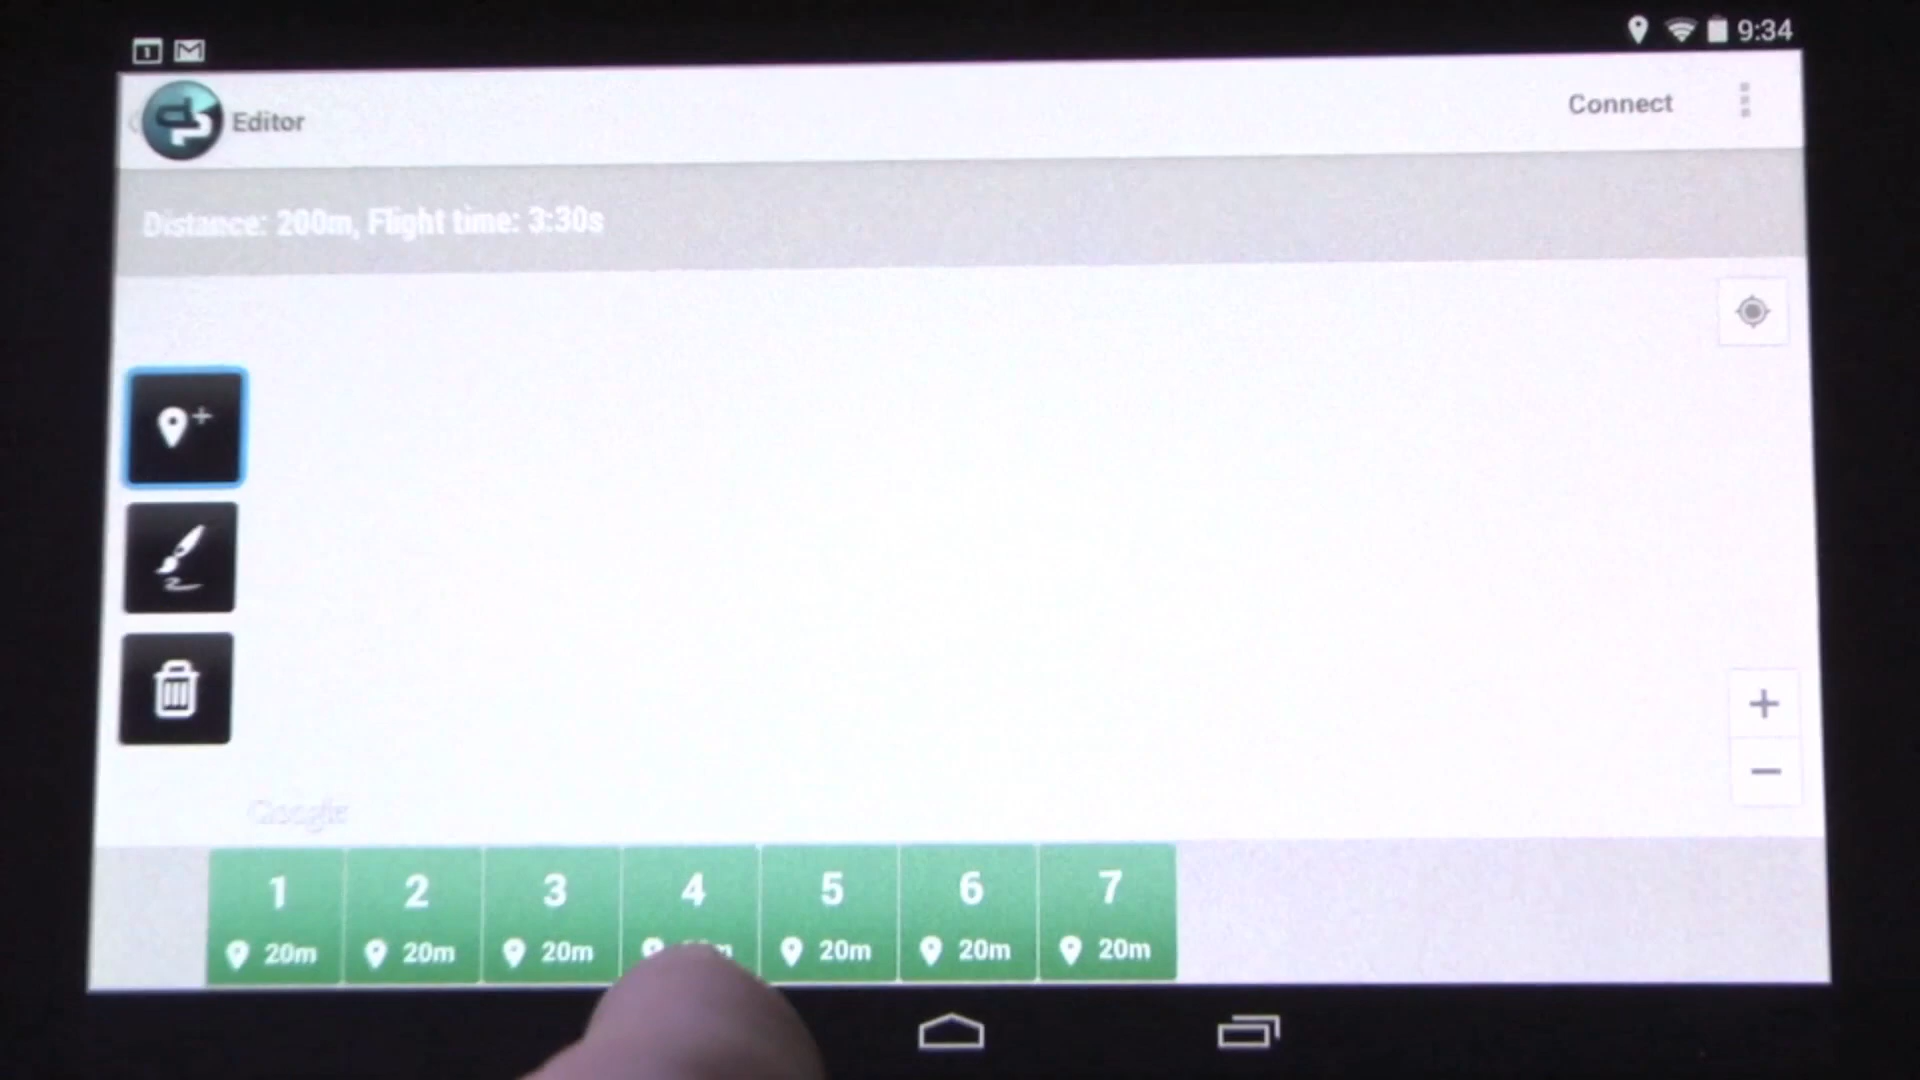 9:34
Editor
Connect
Distance: 200m, Flight time: 3:30s
Google
1 2 3 4 5 6 7
20m 20m 20m 20m 20m 20m